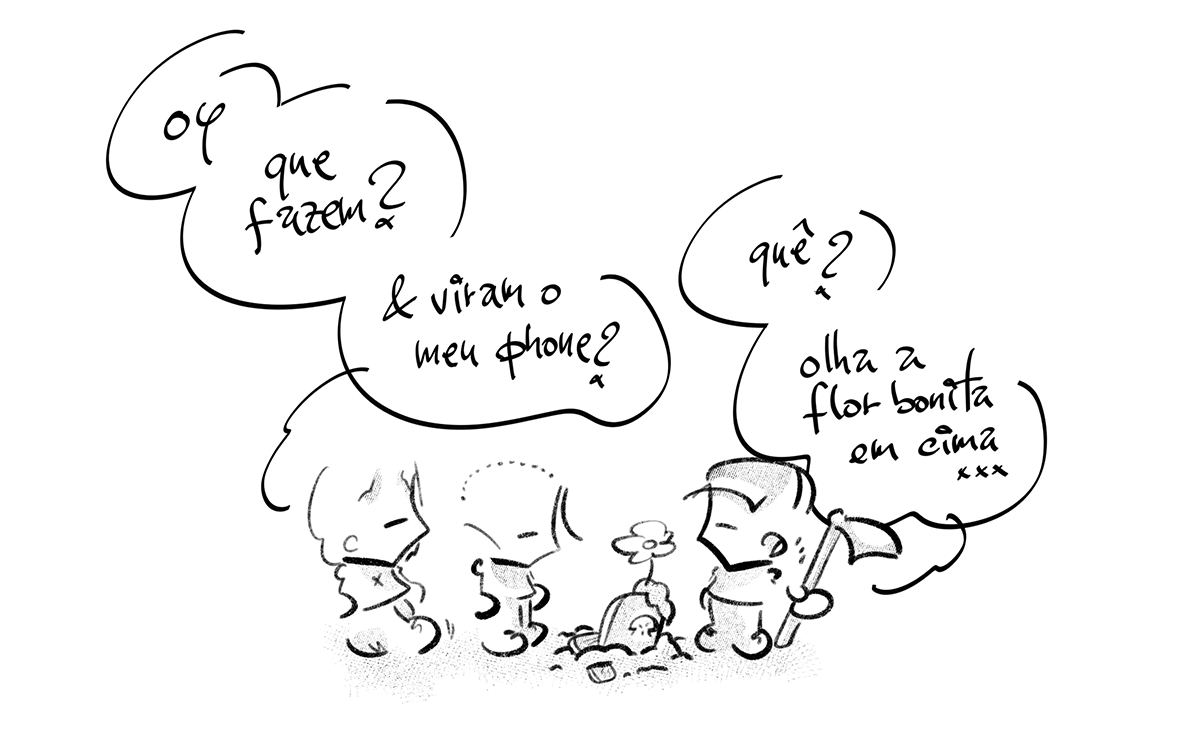 oy
que
fazem?
& viram o
meu phone?
quê?
olha a
flor bonita
em cima
xxx